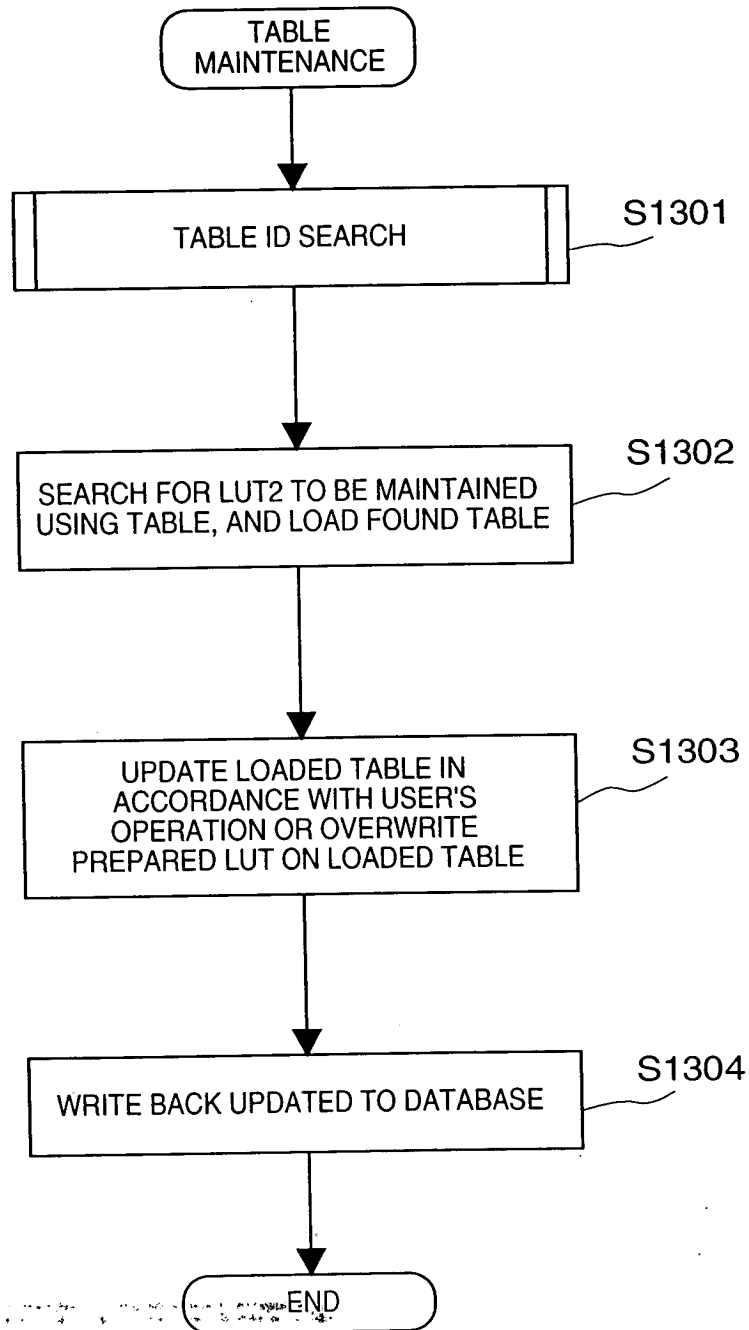 TABLE
MAINTENANCE
TABLE ID SEARCH
S1301
SEARCH FOR LUT2 TO BE MAINTAINED
USING TABLE, AND LOAD FOUND TABLE
S1302
UPDATE LOADED TABLE IN
ACCORDANCE WITH USER'S
OPERATION OR OVERWRITE
PREPARED LUT ON LOADED TABLE
S1303
WRITE BACK UPDATED TO DATABASE
S1304
END